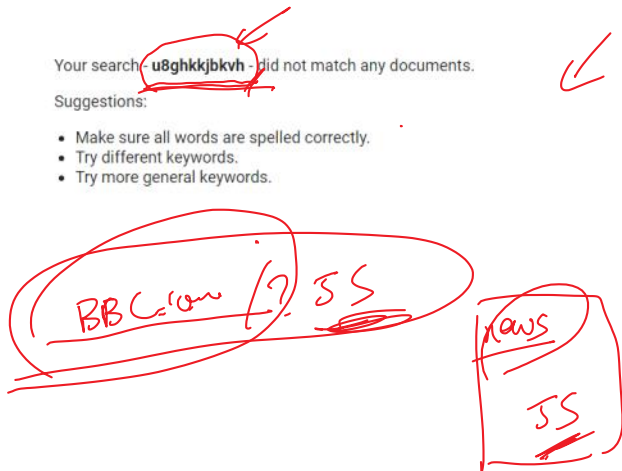 Your search - u8ghkkjbkvh - did not match any documents.
Suggestions:
• Make sure all words are spelled correctly.
• Try different keywords.
• Try more general keywords.
BBC.com /? JS
news
JS